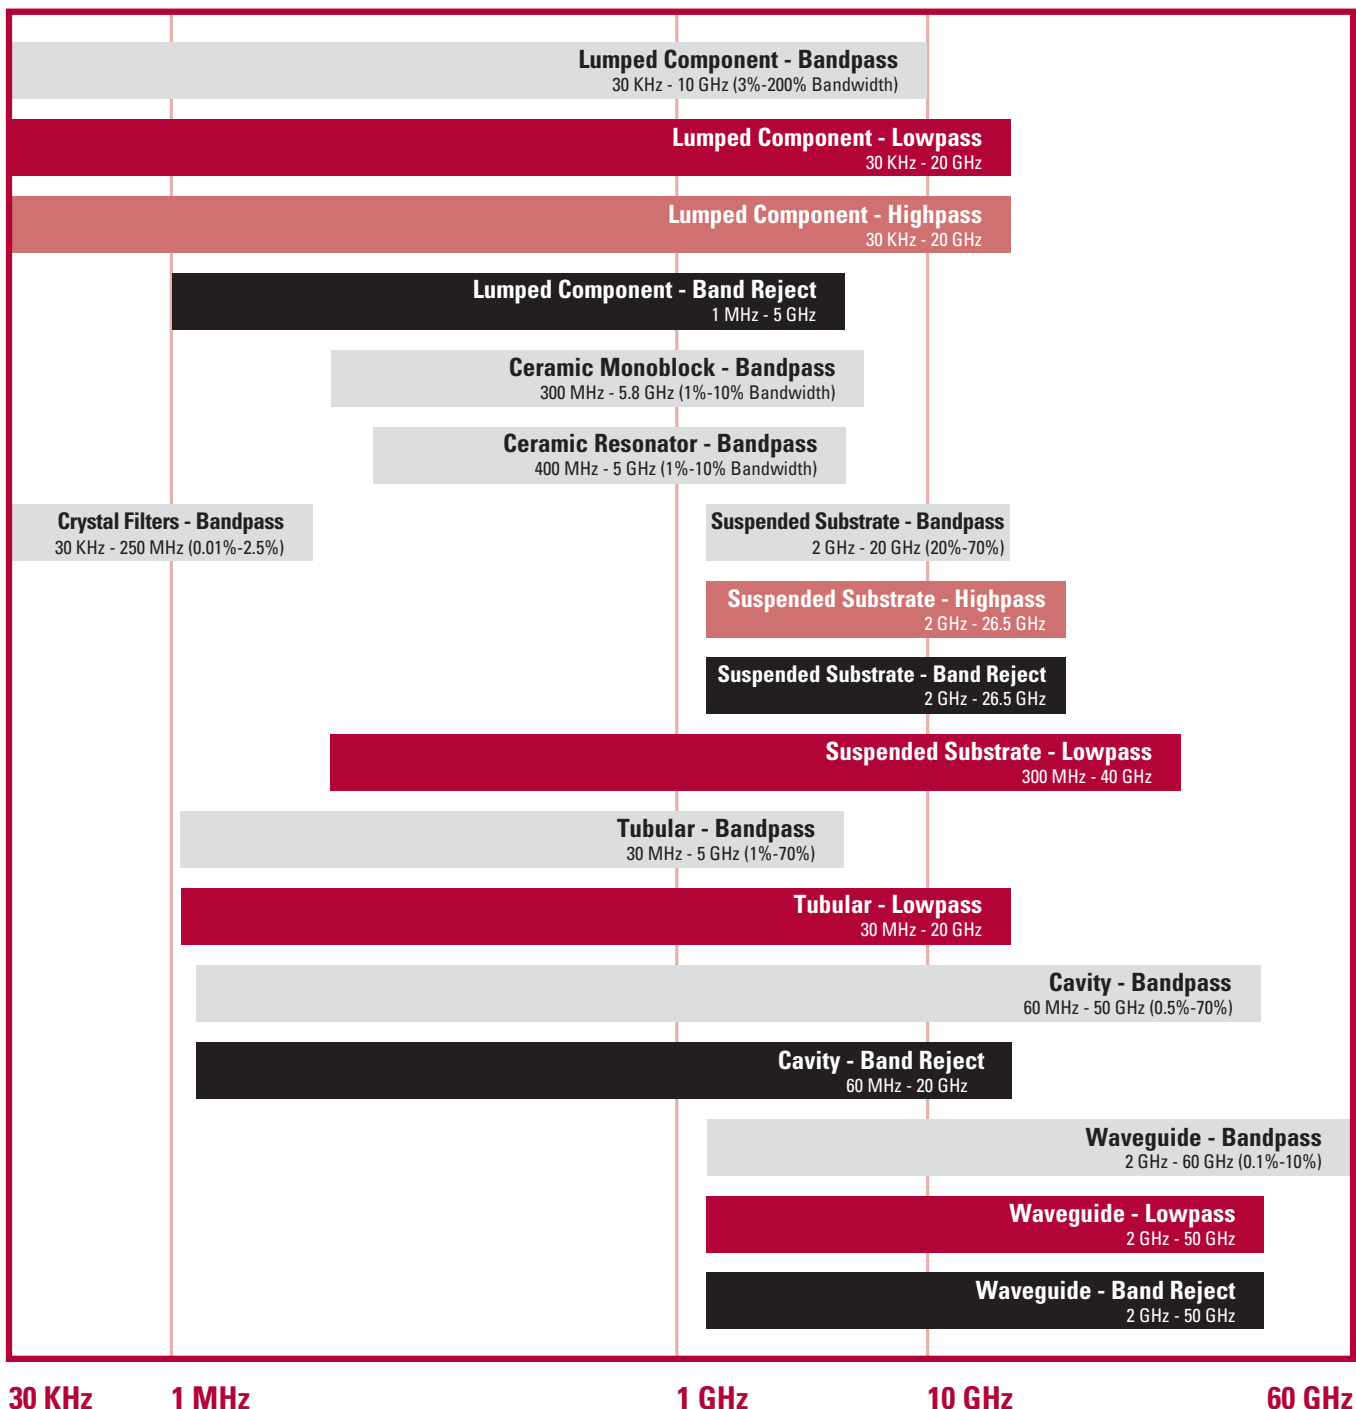 Lumped Component - Bandpass
30 KHz - 10 GHz (3%-200% Bandwidth)
Lumped Component - Lowpass
30 KHz - 20 GHz
Lumped Component - Highpass
30 KHz - 20 GHz
Lumped Component - Band Reject
1 MHz - 5 GHz
Ceramic Monoblock - Bandpass
300 MHz - 5.8 GHz (1%-10% Bandwidth)
Ceramic Resonator - Bandpass
400 MHz - 5 GHz (1%-10% Bandwidth)
Crystal Filters - Bandpass
30 KHz - 250 MHz (0.01%-2.5%)
Suspended Substrate - Bandpass
2 GHz - 20 GHz (20%-70%)
Suspended Substrate - Highpass
2 GHz - 26.5 GHz
Suspended Substrate - Band Reject
2 GHz - 26.5 GHz
Suspended Substrate - Lowpass
300 MHz - 40 GHz
Tubular - Bandpass
30 MHz - 5 GHz (1%-70%)
Tubular - Lowpass
30 MHz - 20 GHz
Cavity - Bandpass
60 MHz - 50 GHz (0.5%-70%)
Cavity - Band Reject
60 MHz - 20 GHz
Waveguide - Bandpass
2 GHz - 60 GHz (0.1%-10%)
Waveguide - Lowpass
2 GHz - 50 GHz
Waveguide - Band Reject
2 GHz - 50 GHz
30 KHz 1 MHz 1 GHz 10 GHz 60 GHz